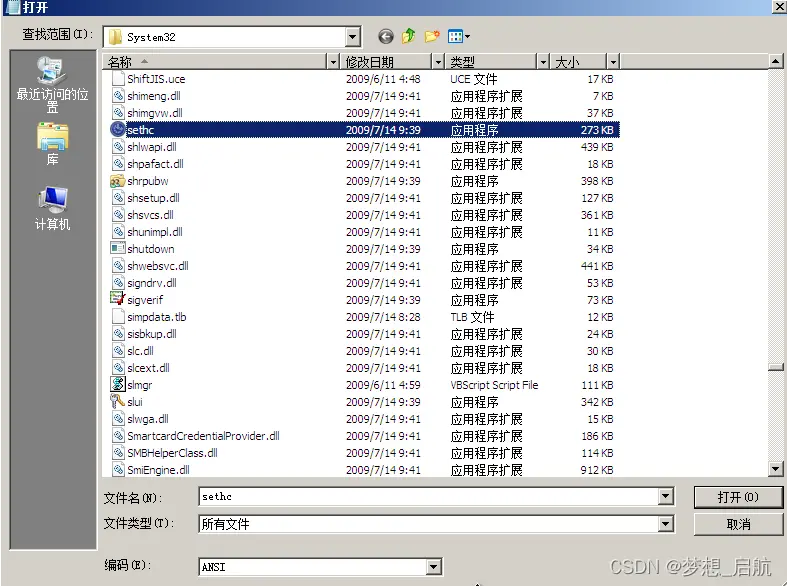 打开
查找范围(I):
System32
最近访问的位置
库
计算机
名称 修改日期 类型 大小
ShiftJIS.uce 2009/6/11 4:48 UCE 文件 17 KB
shimeng.dll 2009/7/14 9:41 应用程序扩展 7 KB
shimgvw.dll 2009/7/14 9:41 应用程序扩展 37 KB
sethc 2009/7/14 9:39 应用程序 273 KB
shlwapi.dll 2009/7/14 9:41 应用程序扩展 439 KB
shpafact.dll 2009/7/14 9:41 应用程序扩展 18 KB
shrpubw 2009/7/14 9:39 应用程序 398 KB
shsetup.dll 2009/7/14 9:41 应用程序扩展 127 KB
shsvcs.dll 2009/7/14 9:41 应用程序扩展 361 KB
shunimpl.dll 2009/7/14 9:41 应用程序扩展 11 KB
shutdown 2009/7/14 9:39 应用程序 34 KB
shwebsvc.dll 2009/7/14 9:41 应用程序扩展 441 KB
signdrv.dll 2009/7/14 9:41 应用程序扩展 53 KB
sigverif 2009/7/14 9:39 应用程序 73 KB
simpdata.tlb 2009/7/14 8:28 TLB 文件 12 KB
sisbkup.dll 2009/7/14 9:41 应用程序扩展 24 KB
slc.dll 2009/7/14 9:41 应用程序扩展 30 KB
slcext.dll 2009/7/14 9:41 应用程序扩展 18 KB
slmgr 2009/6/11 4:59 VBScript Script File 111 KB
slui 2009/7/14 9:39 应用程序 342 KB
slwga.dll 2009/7/14 9:41 应用程序扩展 15 KB
SmartcardCredentialProvider.dll 2009/7/14 9:41 应用程序扩展 186 KB
SMBHelperClass.dll 2009/7/14 9:41 应用程序扩展 114 KB
SmiEngine.dll 2009/7/14 9:41 应用程序扩展 912 KB
文件名(N): sethc 打开(O)
文件类型(T): 所有文件 取消
编码(E): ANSI
CSDN @梦想_启航